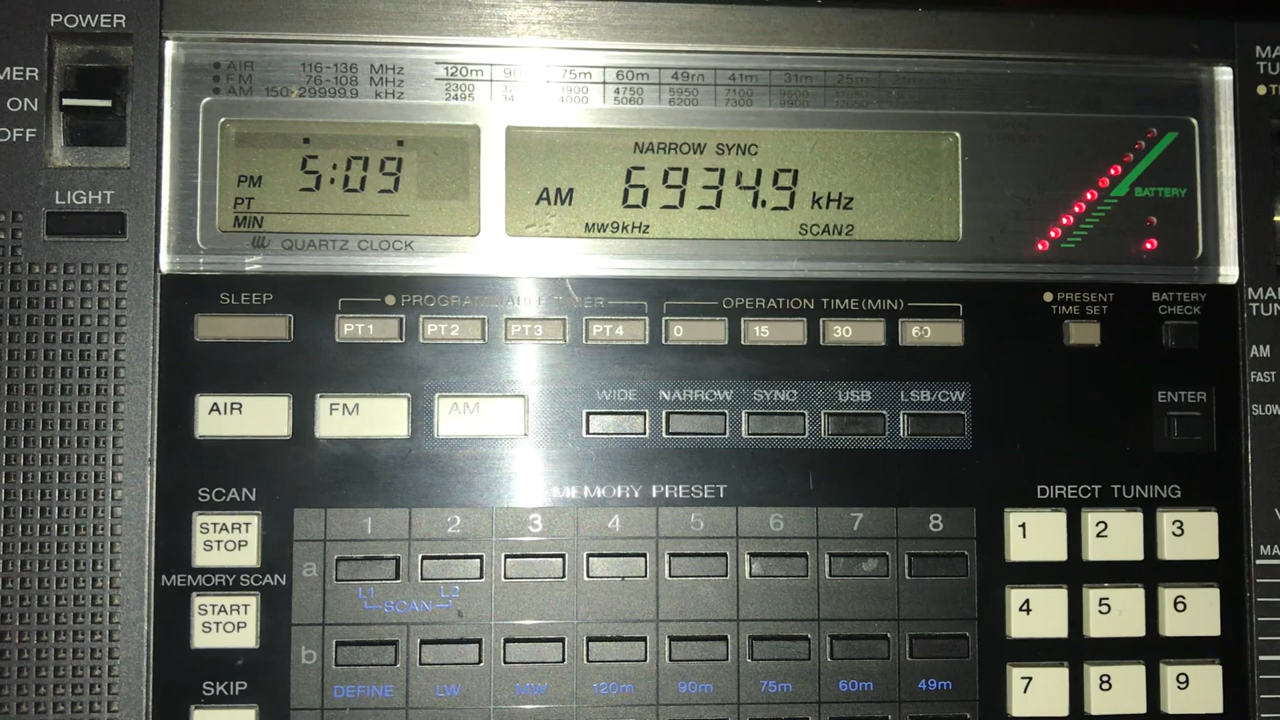 POWER
MER
ON
OFF
LIGHT
AIR 116-136 MHz
FM 76-108 MHz
AM 150-29999.9 kHz
120m 75m 60m 49m 41m 31m 25m
2300 4750 5950 7100 9500
2495 4000 5060 6200 7300 9900
PM 5:09
PT
MIN
QUARTZ CLOCK
NARROW SYNC
AM 6934.9 kHz
MW9kHz SCAN2
BATTERY
SLEEP
PROGRAMMABLE TIMER
PT1 PT2 PT3 PT4
OPERATION TIME(MIN)
0 15 30 60
PRESENT
TIME SET
BATTERY
CHECK
AIR FM AM
WIDE NARROW SYNC USB LSB/CW
ENTER
AM
FAST
SLOW
SCAN
START
STOP
MEMORY SCAN
START
STOP
SKIP
MEMORY PRESET
1 2 3 4 5 6 7 8
a
L1 L2
SCAN
b
DEFINE LW MW 120m 90m 75m 60m 49m
DIRECT TUNING
1 2 3
4 5 6
7 8 9